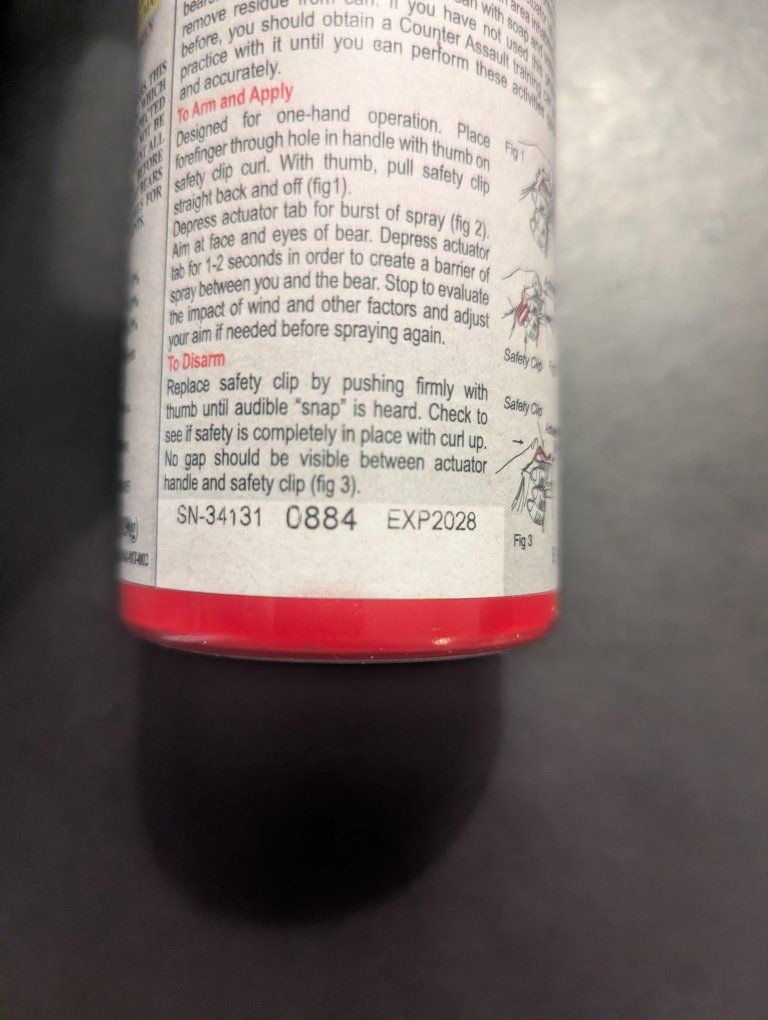 remove residue from can. If you have not used this
before, you should obtain a Counter Assault training
practice with it until you can perform these activities
and accurately.
To Arm and Apply
Designed for one-hand operation. Place
forefinger through hole in handle with thumb on
safety clip curl. With thumb, pull safety clip
straight back and off (fig1).
Depress actuator tab for burst of spray (fig 2).
Aim at face and eyes of bear. Depress actuator
tab for 1-2 seconds in order to create a barrier of
spray between you and the bear. Stop to evaluate
the impact of wind and other factors and adjust
your aim if needed before spraying again.
To Disarm
Replace safety clip by pushing firmly with
thumb until audible “snap” is heard. Check to
see if safety is completely in place with curl up.
No gap should be visible between actuator
handle and safety clip (fig 3).
SN-34131 0884 EXP2028
Fig 1
Safety Clip
Safety Clip
Fig 3